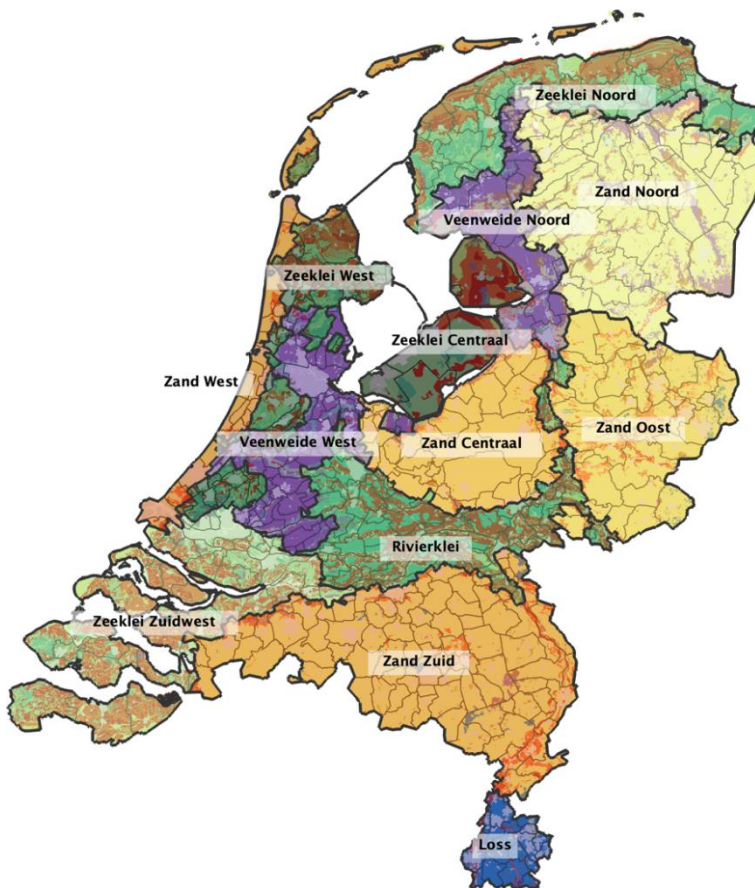 Zeeklei Noord
Zand Noord
Veenweide Noord
Zeeklei West
Zeeklei Centraal
Zand West
Veenweide West
Zand Centraal
Zand Oost
Rivierklei
Zeeklei Zuidwest
Zand Zuid
Loss